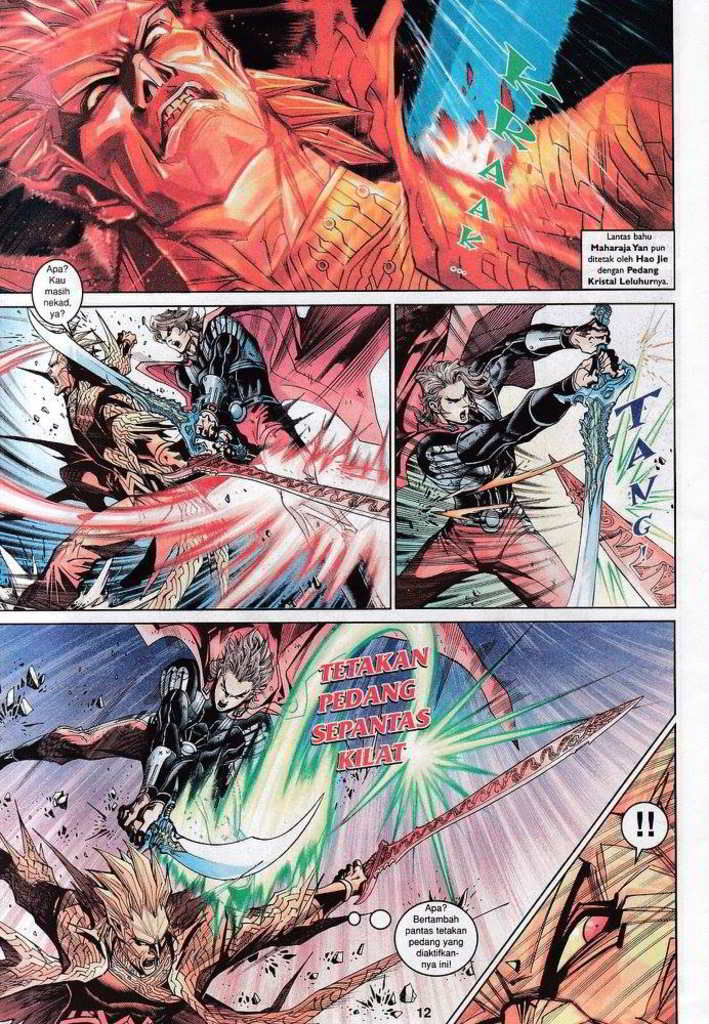 KRAAK
...
Lantas bahu
Maharaja Yan pun
ditetak oleh Hao Jie
dengan Pedang
Kristal Leluhurnya.
Apa?
Kau
masih
nekad,
ya?
TANG!
TETAKAN
PEDANG
SEPANTAS
KILAT
!!
Apa?
Bertambah
pantas tetakan
pedang yang
diaktifkan-
nya ini!
12